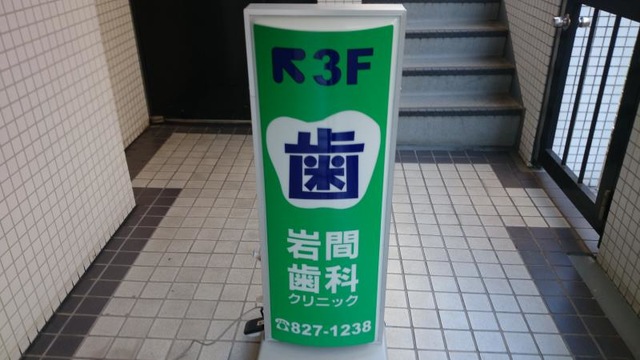 ↖3F
歯
岩間
歯科
クリニック
☎827-1238